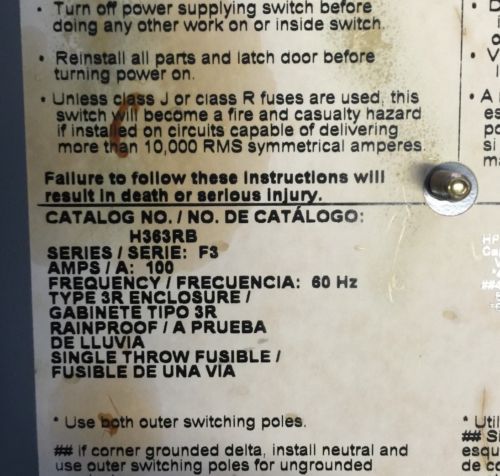 • Turn off power supplying switch before
doing any other work on or inside switch.
• Reinstall all parts and latch door before
turning power on.
• Unless class J or class R fuses are used, this
switch will become a fire and casualty hazard
if installed on circuits capable of delivering
more than 10,000 RMS symmetrical amperes.
Failure to follow these instructions will
result in death or serious injury.
CATALOG NO. / NO. DE CATÁLOGO:
H363RB
SERIES / SERIE: F3
AMPS / A: 100
FREQUENCY / FRECUENCIA: 60 Hz
TYPE 3R ENCLOSURE /
GABINETE TIPO 3R
RAINPROOF / A PRUEBA
DE LLUVIA
SINGLE THROW FUSIBLE /
FUSIBLE DE UNA VIA
* Use both outer switching poles.
## if corner grounded delta, install neutral and
use outer switching poles for ungrounded
• D
• A